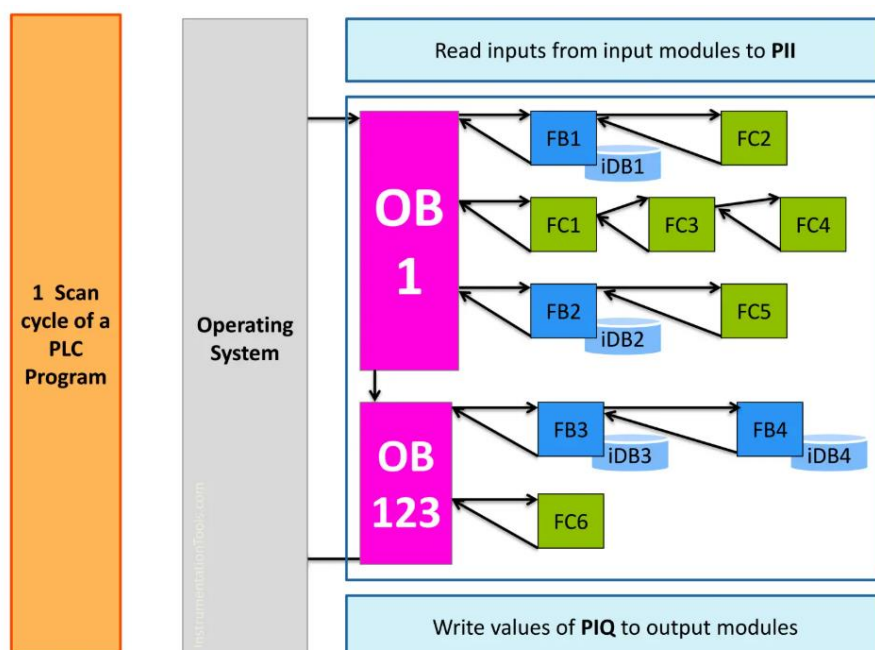 Read inputs from input modules to PII
1 Scan
cycle of a
PLC
Program
Operating
System
OB
1
FB1
iDB1
FC2
FC1
FC3
FC4
FB2
iDB2
FC5
OB
123
FB3
iDB3
FB4
iDB4
FC6
InstrumentationTools.com
Write values of PIQ to output modules